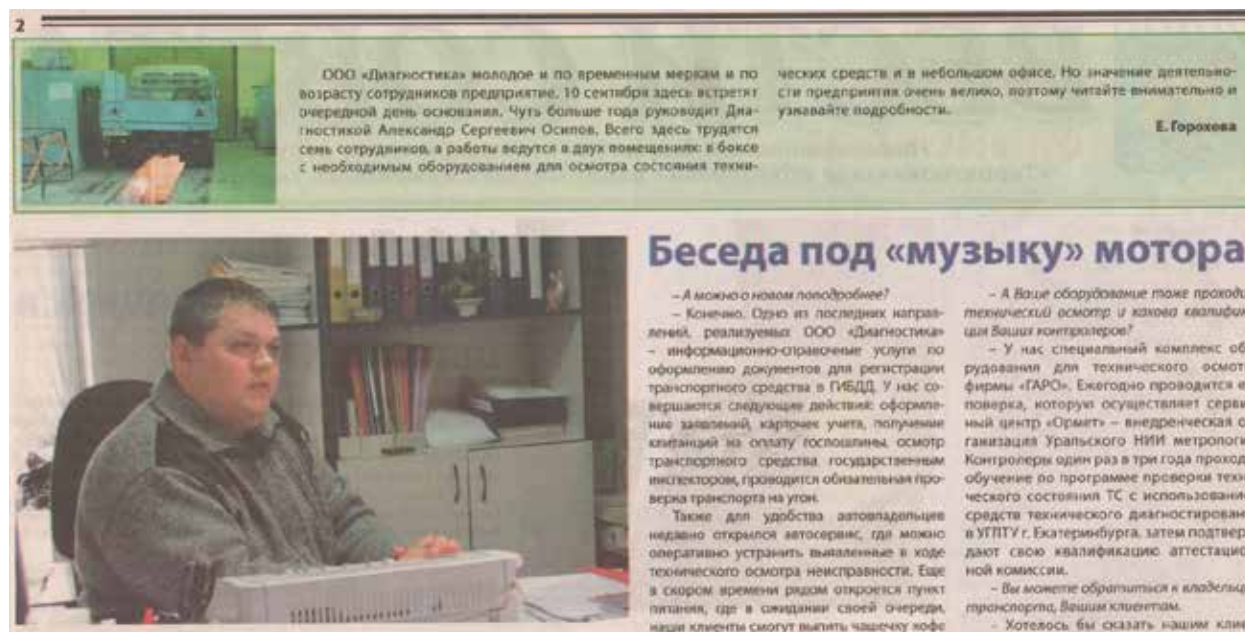 2
ООО «Диагностика» молодое и по временным меркам и по
возрасту сотрудников предприятие. 10 сентября здесь встретят
очередной день основания. Чуть больше года руководит Диа-
гностикой Александр Сергеевич Осипов. Всего здесь трудятся
семь сотрудников, а работы ведутся в двух помещениях: в боксе
с необходимым оборудованием для осмотра состояния техни-
ческих средств и в небольшом офисе. Но значение деятельно-
сти предприятия очень велико, поэтому читайте внимательно и
узнавайте подробности.
Е. Горохова
Беседа под «музыку» мотора
– А можно о новом поподробнее?
– Конечно. Одно из последних направ-
лений, реализуемых ООО «Диагностика»
– информационно-справочные услуги по
оформлению документов для регистрации
транспортного средства в ГИБДД. У нас со-
вершаются следующие действия: оформле-
ние заявлений, карточек учета, получение
квитанций на оплату госпошлины, осмотр
транспортного средства государственным
инспектором, проводится обязательная про-
верка транспорта на угон.
Также для удобства автовладельцев
недавно открылся автосервис, где можно
оперативно устранить выявленные в ходе
технического осмотра неисправности. Еще
в скором времени рядом откроется пункт
питания, где в ожидании своей очереди,
наши клиенты смогут выпить чашечку кофе
– А Ваше оборудование тоже проходи
технический осмотр и какова квалифик
ция Ваших контролеров?
– У нас специальный комплекс об
рудования для технического осмот
фирмы «ГАРО». Ежегодно проводится е
поверка, которую осуществляет серви
ный центр «Ормет» – внедренческая о
ганизация Уральского НИИ метрологи
Контролеры один раз в три года проход
обучение по программе проверки техн
ческого состояния ТС с использование
средств технического диагностирован
в УГЛТУ г. Екатеринбурга, затем подтвер
дают свою квалификацию аттестацио
ной комиссии.
– Вы можете обратиться к владельца
транспорта, Вашим клиентам.
– Хотелось бы сказать нашим клие